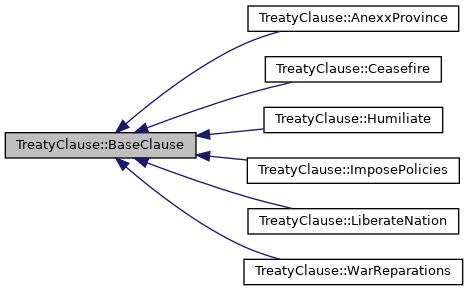 TreatyClause::AnexxProvince
TreatyClause::Ceasefire
TreatyClause::Humiliate
TreatyClause::BaseClause
TreatyClause::ImposePolicies
TreatyClause::LiberateNation
TreatyClause::WarReparations